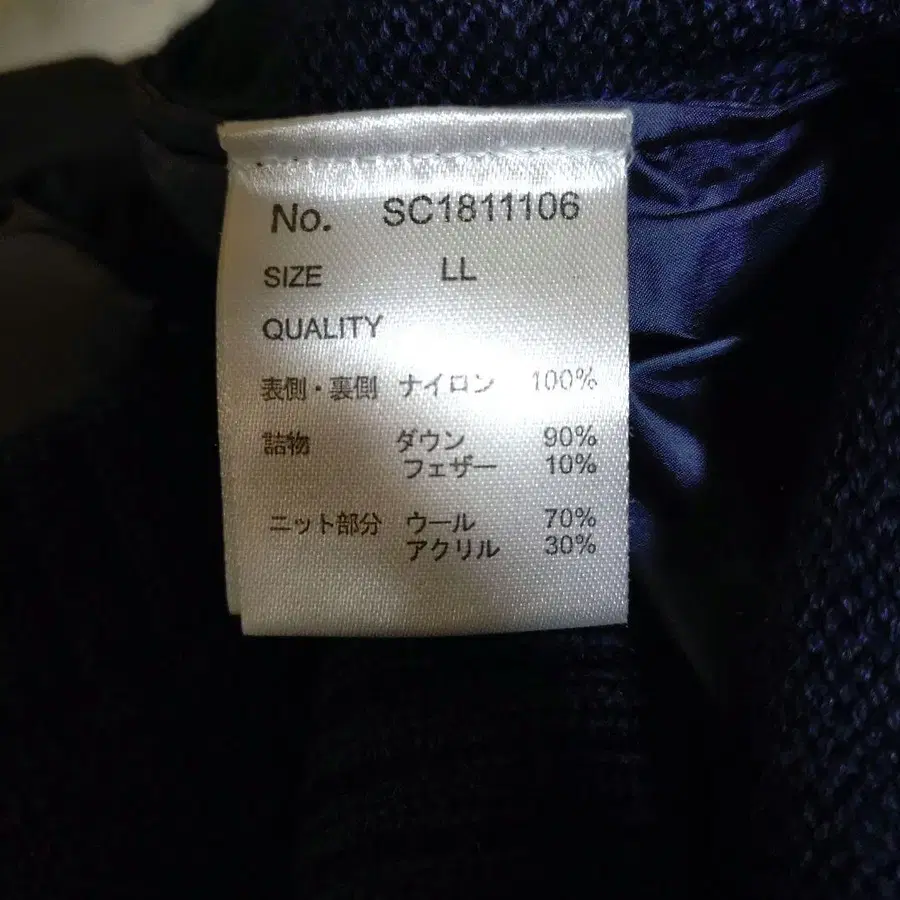 No. SC1811106
SIZE LL
QUALITY
表側・裏側 ナイロン 100%
詰物 ダウン 90%
フェザー 10%
ニット部分 ウール 70%
アクリル 30%